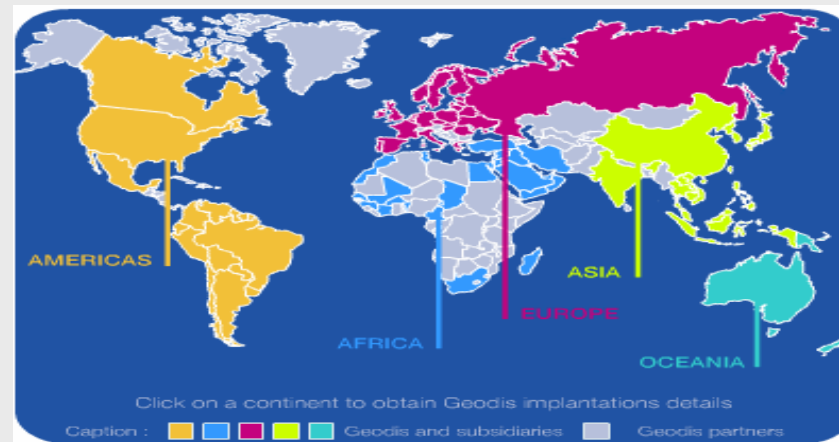 AMERICAS
ASIA
EUROPE
AFRICA
OCEANIA
Click on a continent to obtain Geodis implantations details
Caption : Geodis and subsidiaries Geodis partners